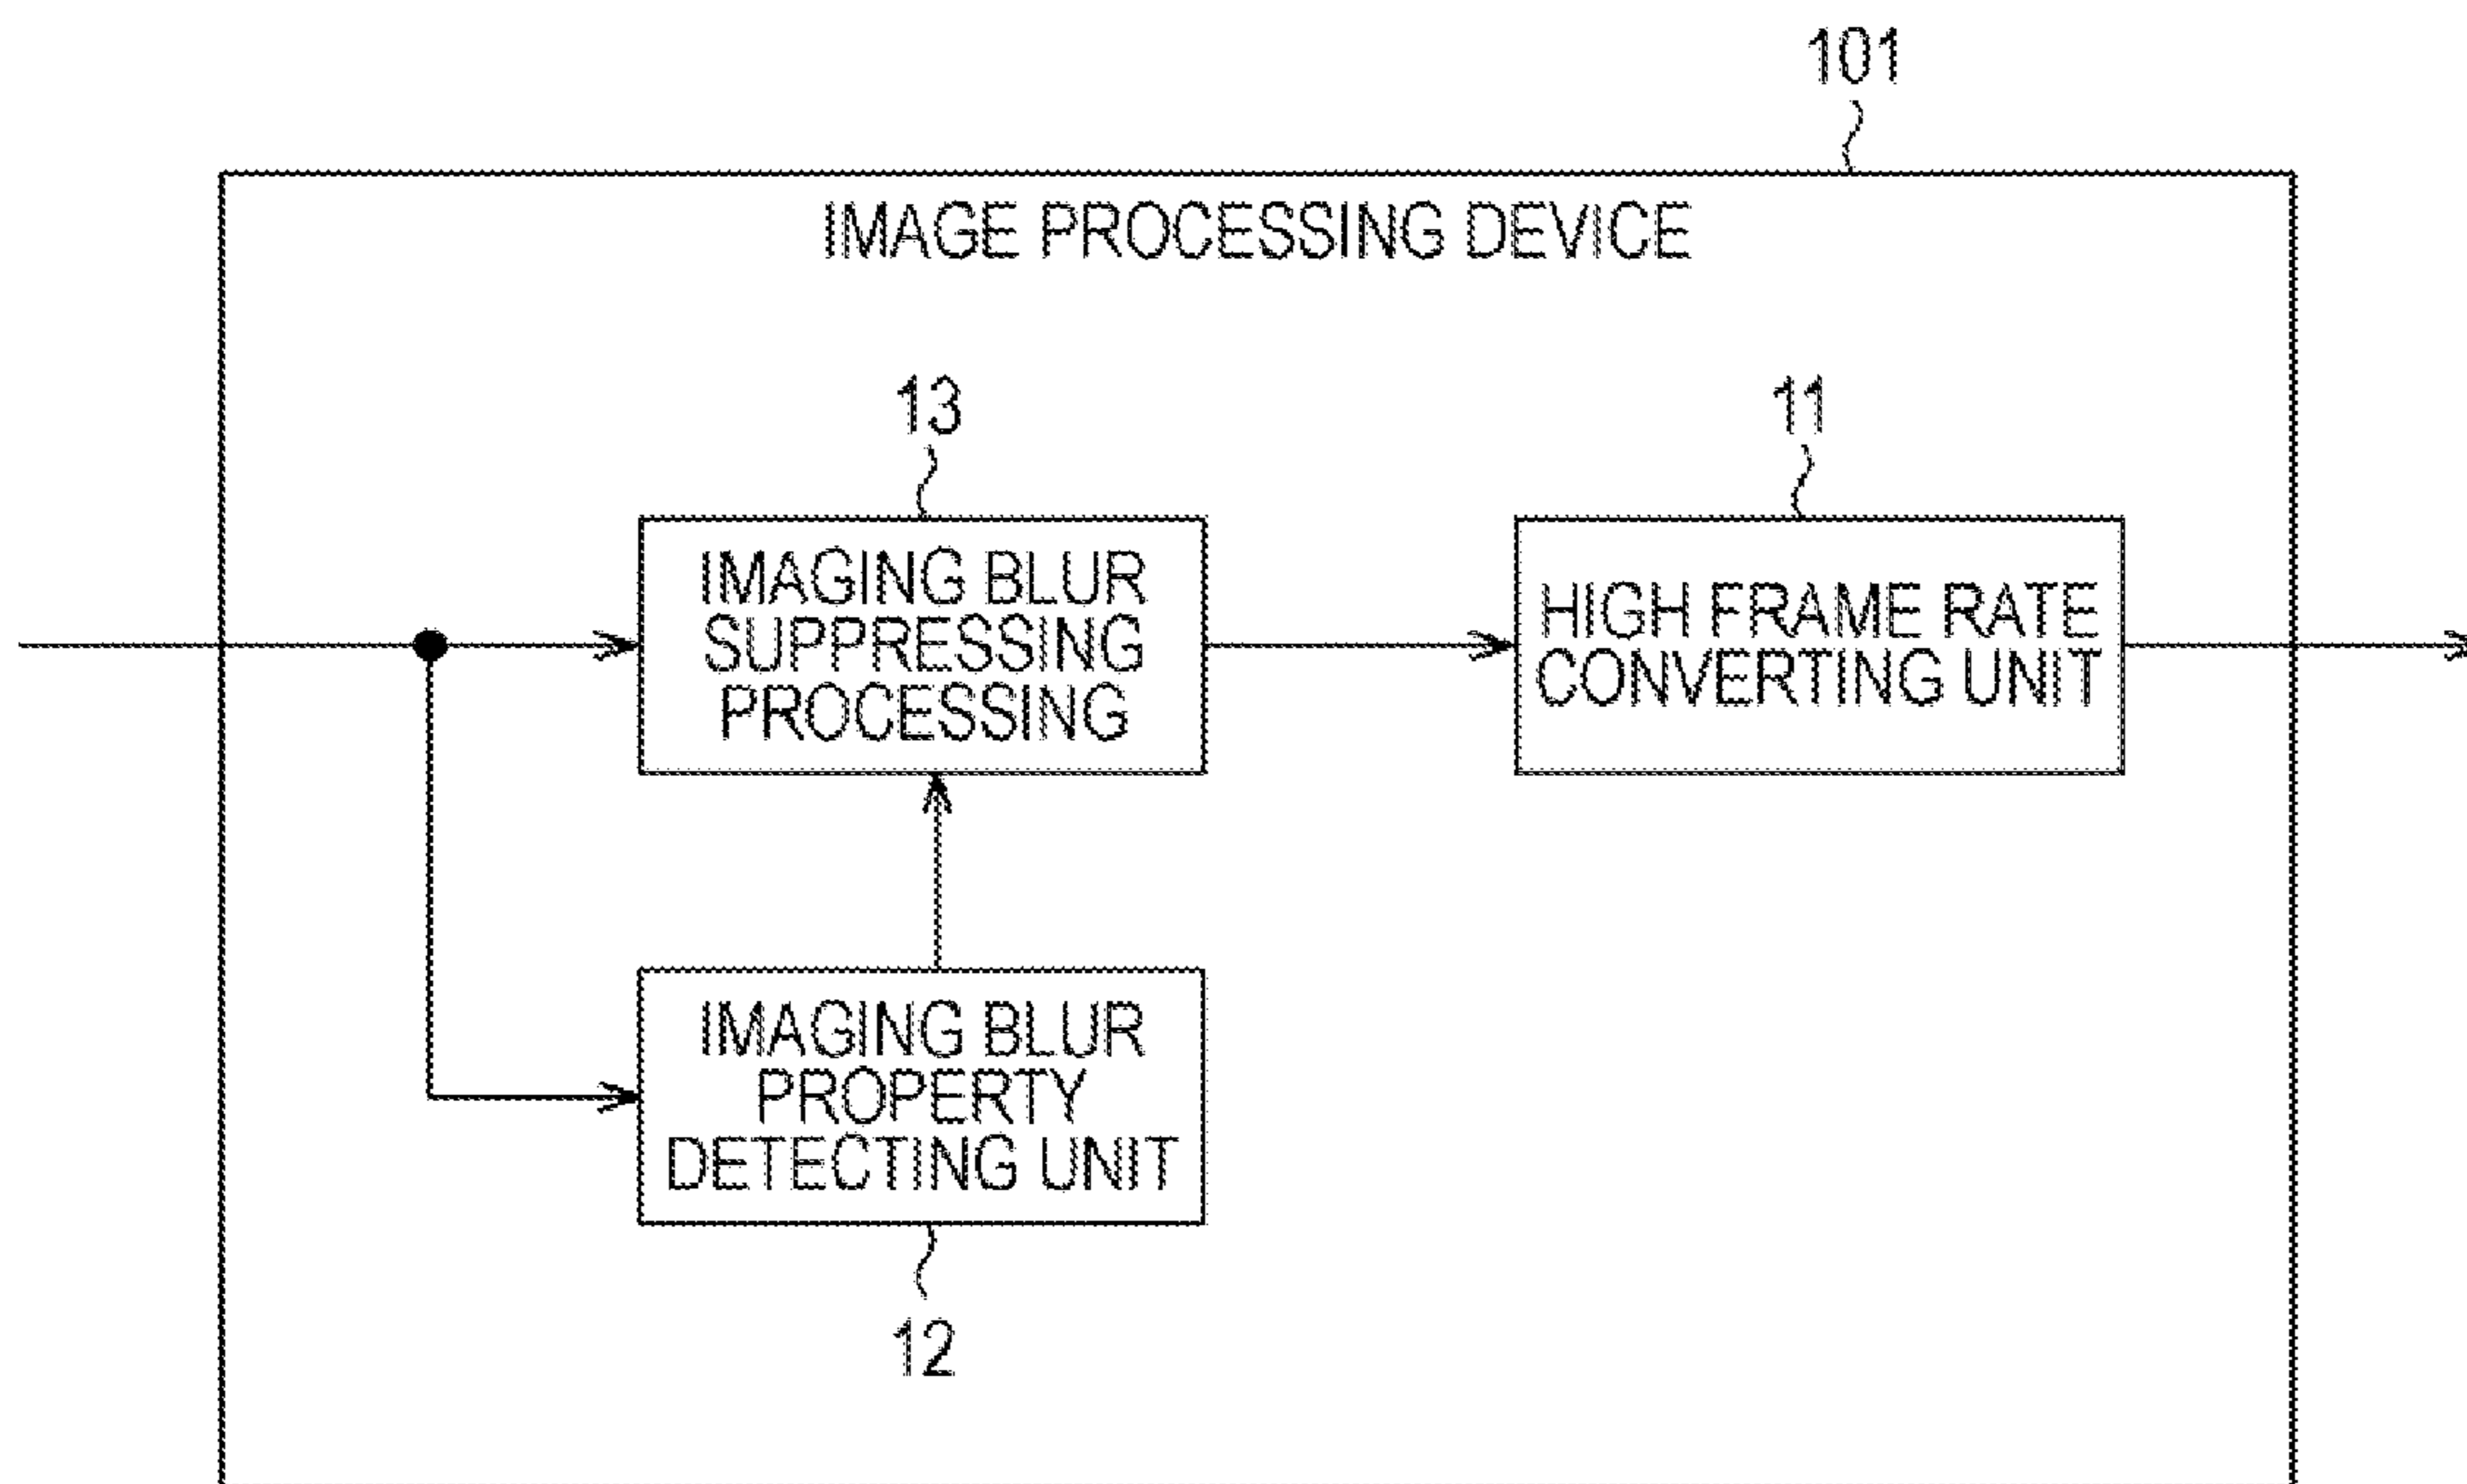 101
IMAGE PROCESSING DEVICE
13
11
IMAGING BLUR
SUPPRESSING
PROCESSING
HIGH FRAME RATE
CONVERTING UNIT
IMAGING BLUR
PROPERTY
DETECTING UNIT
12